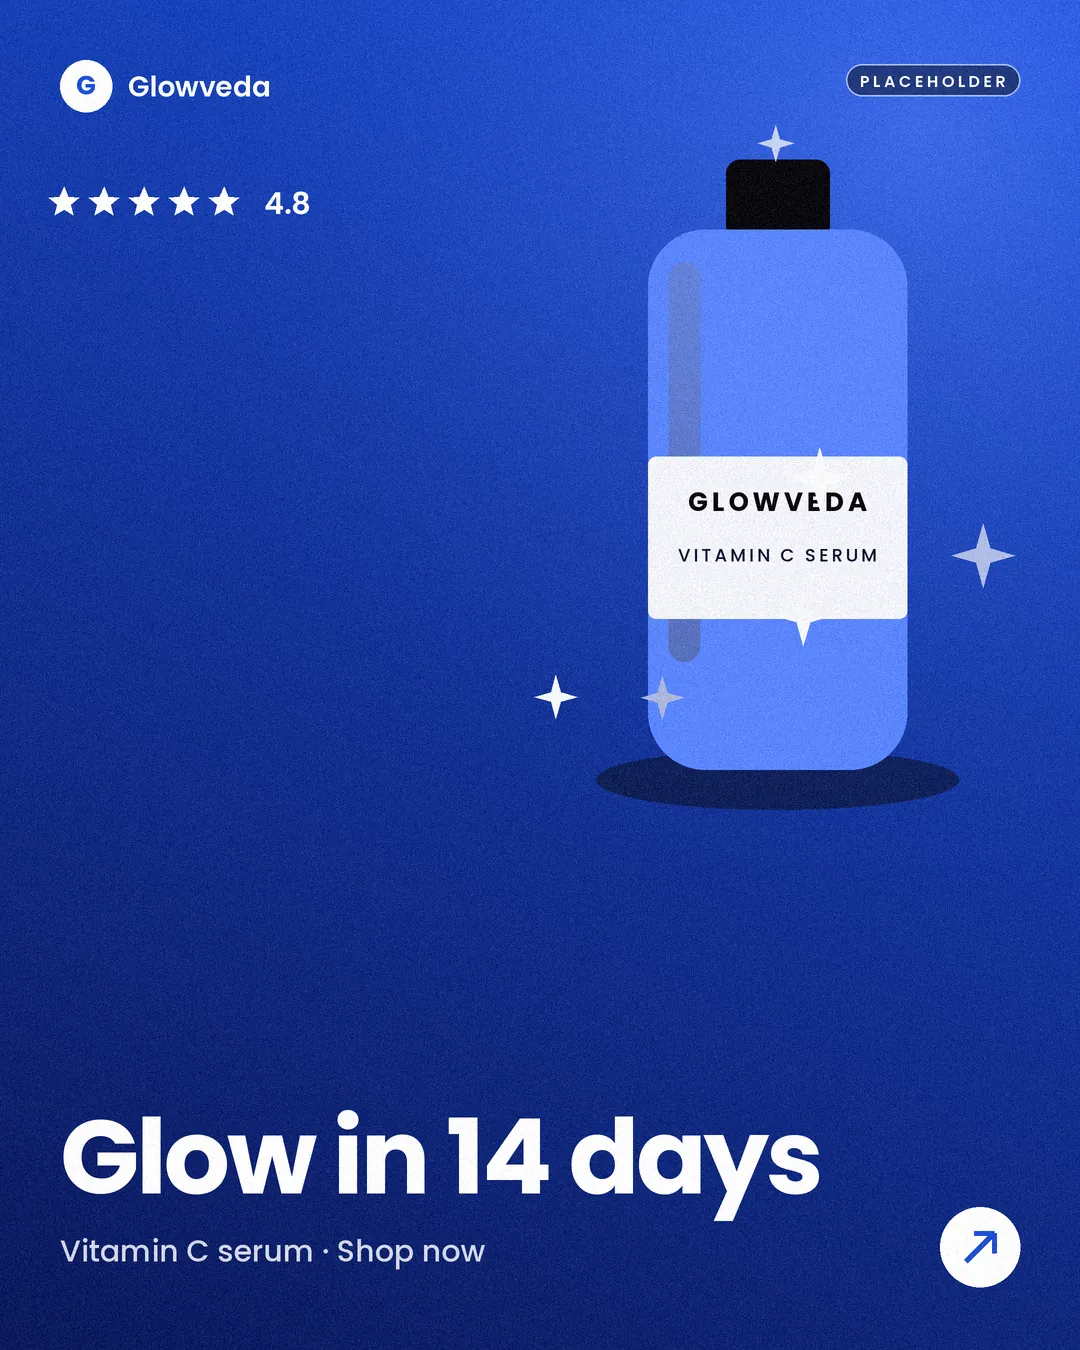 G Glowveda
PLACEHOLDER
4.8
GLOWVEDA
VITAMIN C SERUM
Glow in 14 days
Vitamin C serum · Shop now